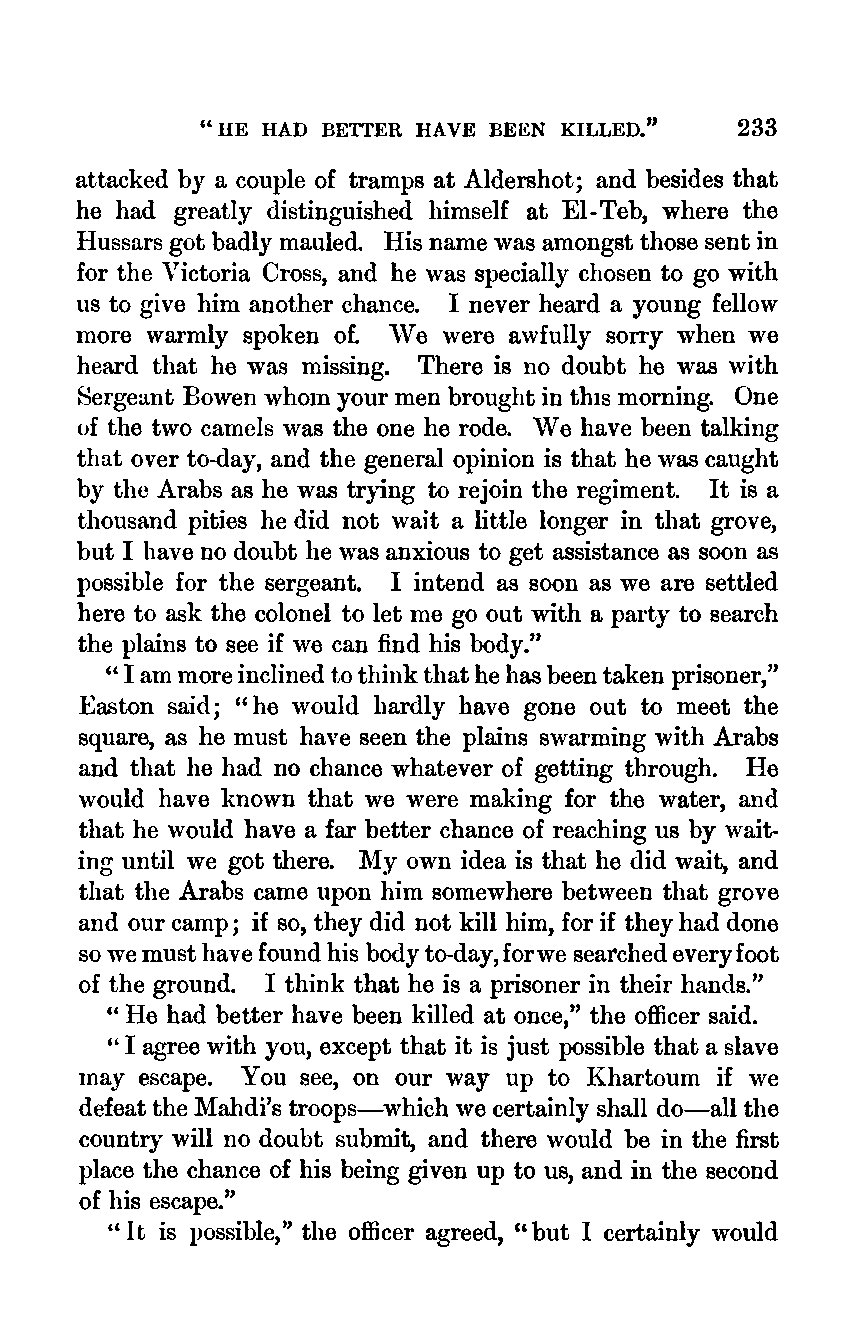 “HE HAD BETTER HAVE BEEN KILLED.” 233
attacked by a couple of tramps at Aldershot; and besides that
he had greatly distinguished himself at El-Teb, where the
Hussars got badly mauled. His name was amongst those sent in
for the Victoria Cross, and he was specially chosen to go with
us to give him another chance. I never heard a young fellow
more warmly spoken of. We were awfully sorry when we
heard that he was missing. There is no doubt he was with
Sergeant Bowen whom your men brought in this morning. One
of the two camels was the one he rode. We have been talking
that over to-day, and the general opinion is that he was caught
by the Arabs as he was trying to rejoin the regiment. It is a
thousand pities he did not wait a little longer in that grove,
but I have no doubt he was anxious to get assistance as soon as
possible for the sergeant. I intend as soon as we are settled
here to ask the colonel to let me go out with a party to search
the plains to see if we can find his body.”
“I am more inclined to think that he has been taken prisoner,”
Easton said; “he would hardly have gone out to meet the
square, as he must have seen the plains swarming with Arabs
and that he had no chance whatever of getting through. He
would have known that we were making for the water, and
that he would have a far better chance of reaching us by wait-
ing until we got there. My own idea is that he did wait, and
that the Arabs came upon him somewhere between that grove
and our camp; if so, they did not kill him, for if they had done
so we must have found his body to-day, for we searched every foot
of the ground. I think that he is a prisoner in their hands.”
“He had better have been killed at once,” the officer said.
“I agree with you, except that it is just possible that a slave
may escape. You see, on our way up to Khartoum if we
defeat the Mahdi’s troops—which we certainly shall do—all the
country will no doubt submit, and there would be in the first
place the chance of his being given up to us, and in the second
of his escape.”
“It is possible,” the officer agreed, “but I certainly would